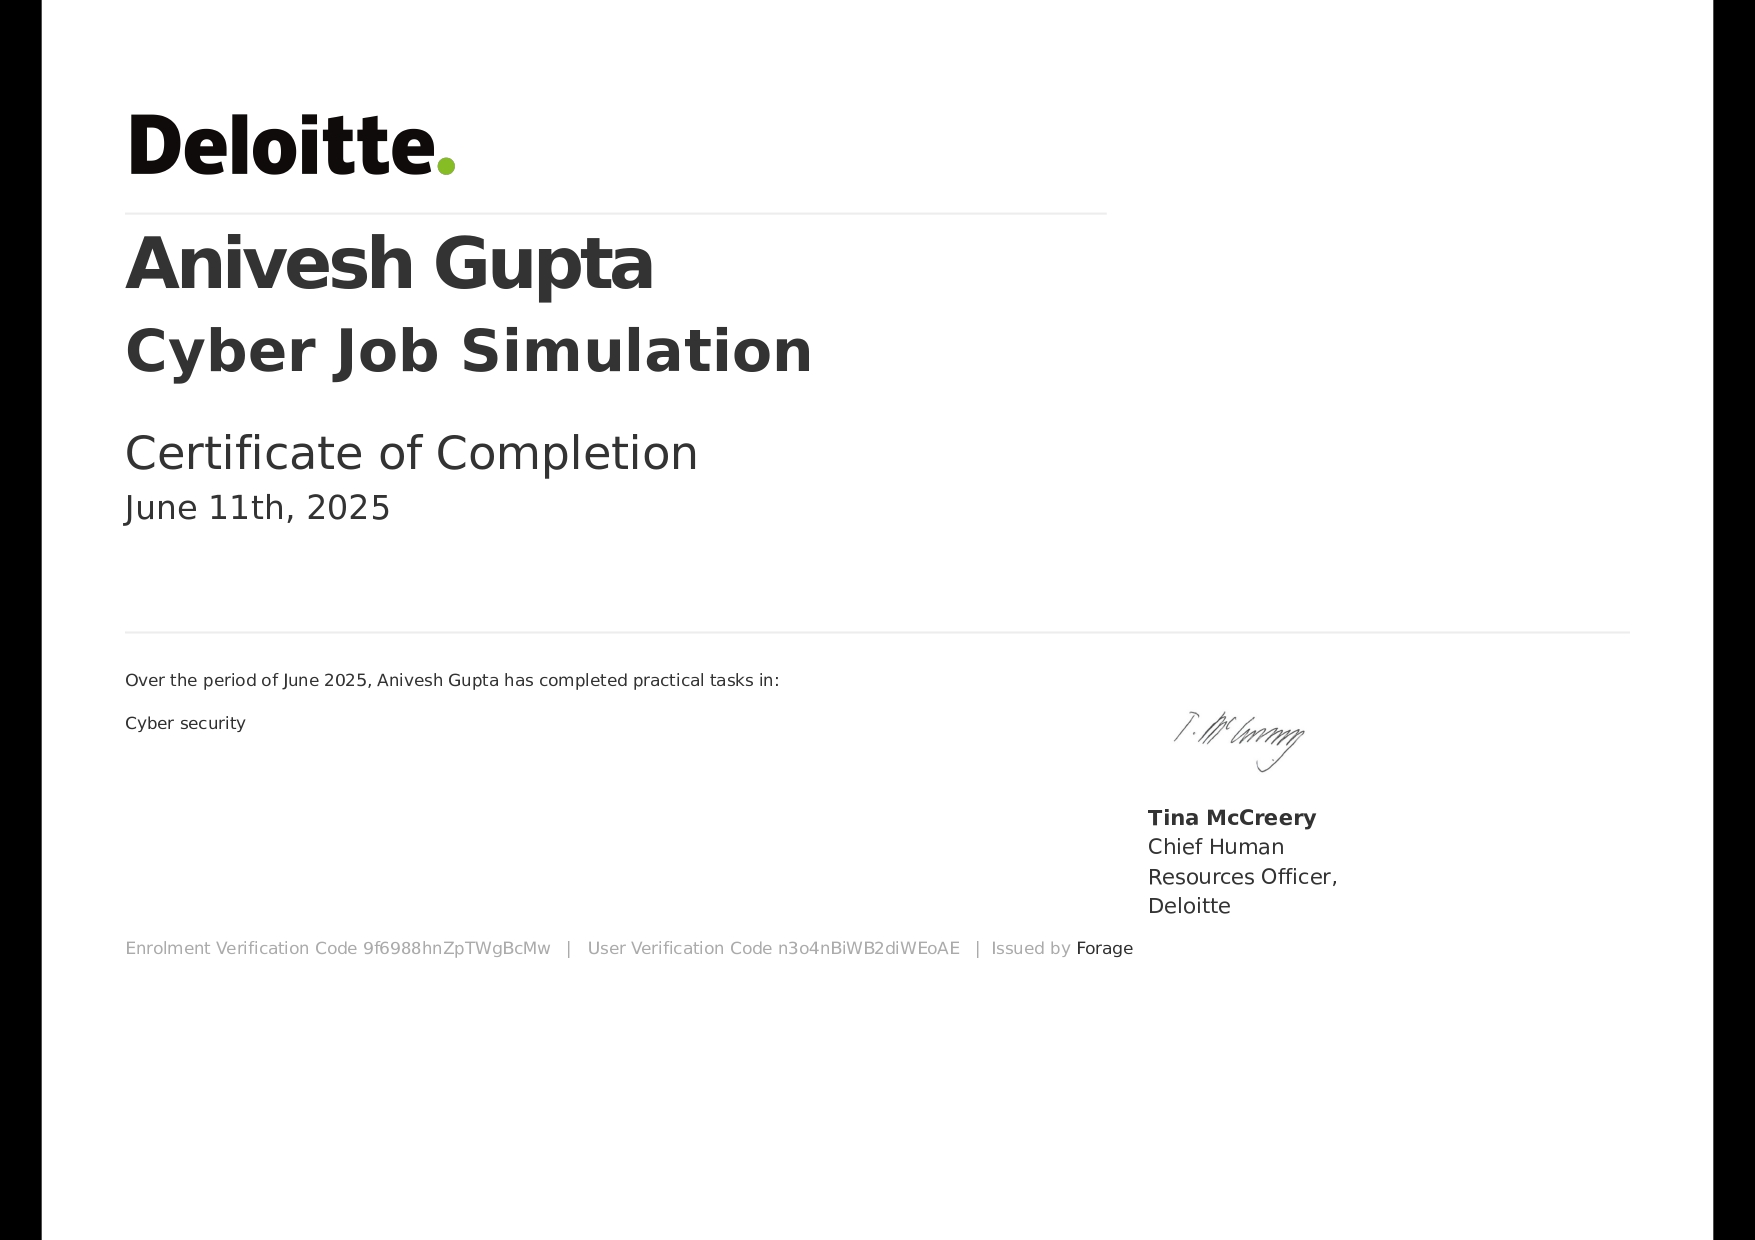 Deloitte.
Anivesh Gupta
Cyber Job Simulation
Certificate of Completion
June 11th, 2025
Over the period of June 2025, Anivesh Gupta has completed practical tasks in:
Cyber security
T. McCreery
Tina McCreery
Chief Human
Resources Officer,
Deloitte
Enrolment Verification Code 9f6988hnZpTWgBcMw | User Verification Code n3o4nBiWB2diWEoAE | Issued by Forage